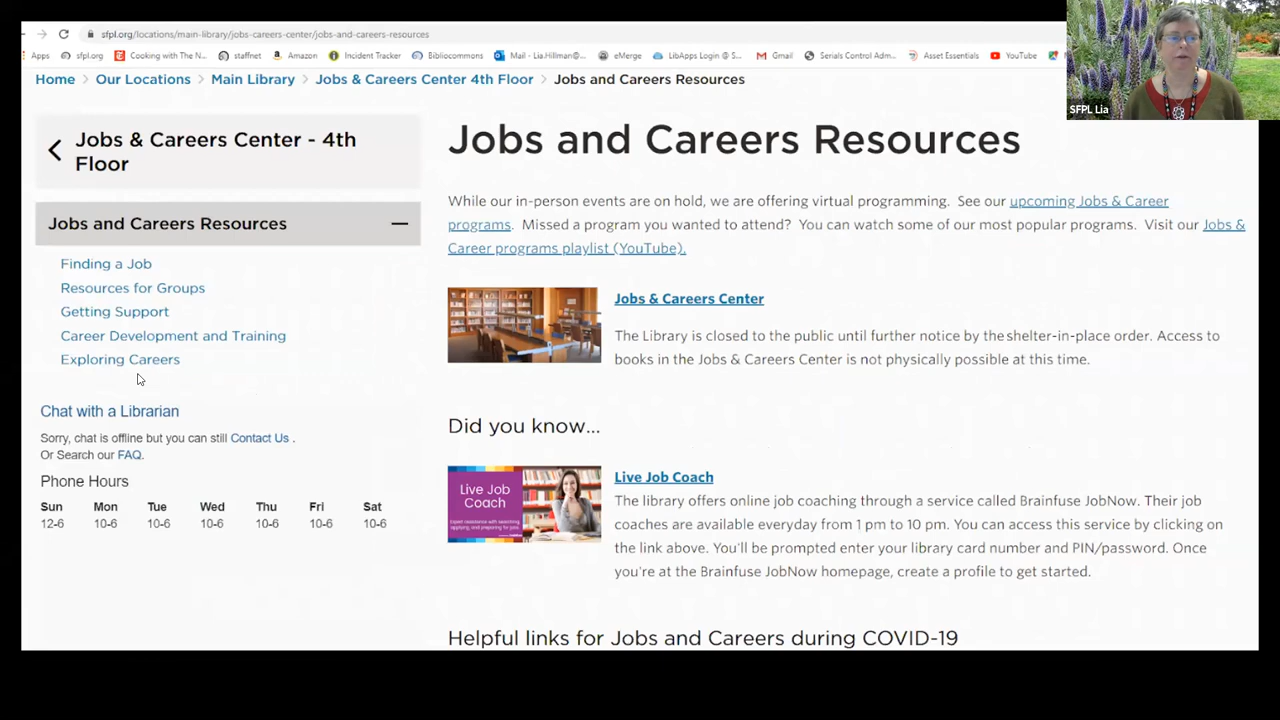 sfpl.org/locations/main-library/jobs-careers-center/jobs-and-careers-resources
Apps sfpl.org Cooking with The N... staffnet Amazon Incident Tracker Bibliocommons Mail - Lia.Hillman@... eMerge LibApps Login @ S... Gmail Serials Control Adm... Asset Essentials YouTube
SFPL Lia
Home > Our Locations > Main Library > Jobs & Careers Center 4th Floor > Jobs and Careers Resources
Jobs & Careers Center - 4th
Floor
Jobs and Careers Resources
Finding a Job
Resources for Groups
Getting Support
Career Development and Training
Exploring Careers
Chat with a Librarian
Sorry, chat is offline but you can still Contact Us .
Or Search our FAQ.
Phone Hours
Sun Mon Tue Wed Thu Fri Sat
12-6 10-6 10-6 10-6 10-6 10-6 10-6
Jobs and Careers Resources
While our in-person events are on hold, we are offering virtual programming. See our upcoming Jobs & Career
programs. Missed a program you wanted to attend? You can watch some of our most popular programs. Visit our Jobs &
Career programs playlist (YouTube).
Jobs & Careers Center
The Library is closed to the public until further notice by the shelter-in-place order. Access to
books in the Jobs & Careers Center is not physically possible at this time.
Did you know...
Live Job
Coach
Live Job Coach
The library offers online job coaching through a service called Brainfuse JobNow. Their job
coaches are available everyday from 1 pm to 10 pm. You can access this service by clicking on
the link above. You'll be prompted enter your library card number and PIN/password. Once
you're at the Brainfuse JobNow homepage, create a profile to get started.
Helpful links for Jobs and Careers during COVID-19